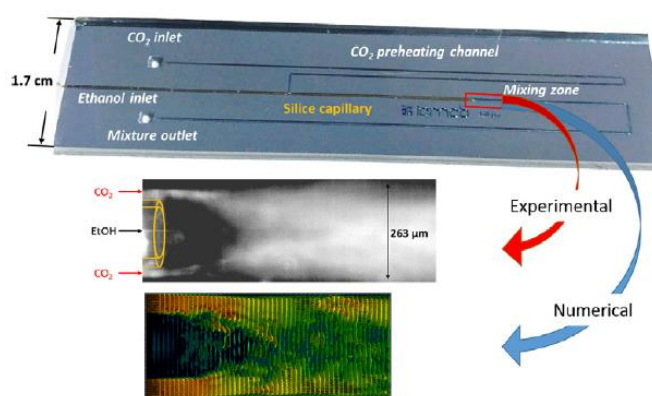 CO₂ inlet
CO₂ preheating channel
1.7 cm
Ethanol inlet
Mixing zone
Silice capillary
Mixture outlet
CO₂
Experimental
EtOH
263 µm
CO₂
Numerical